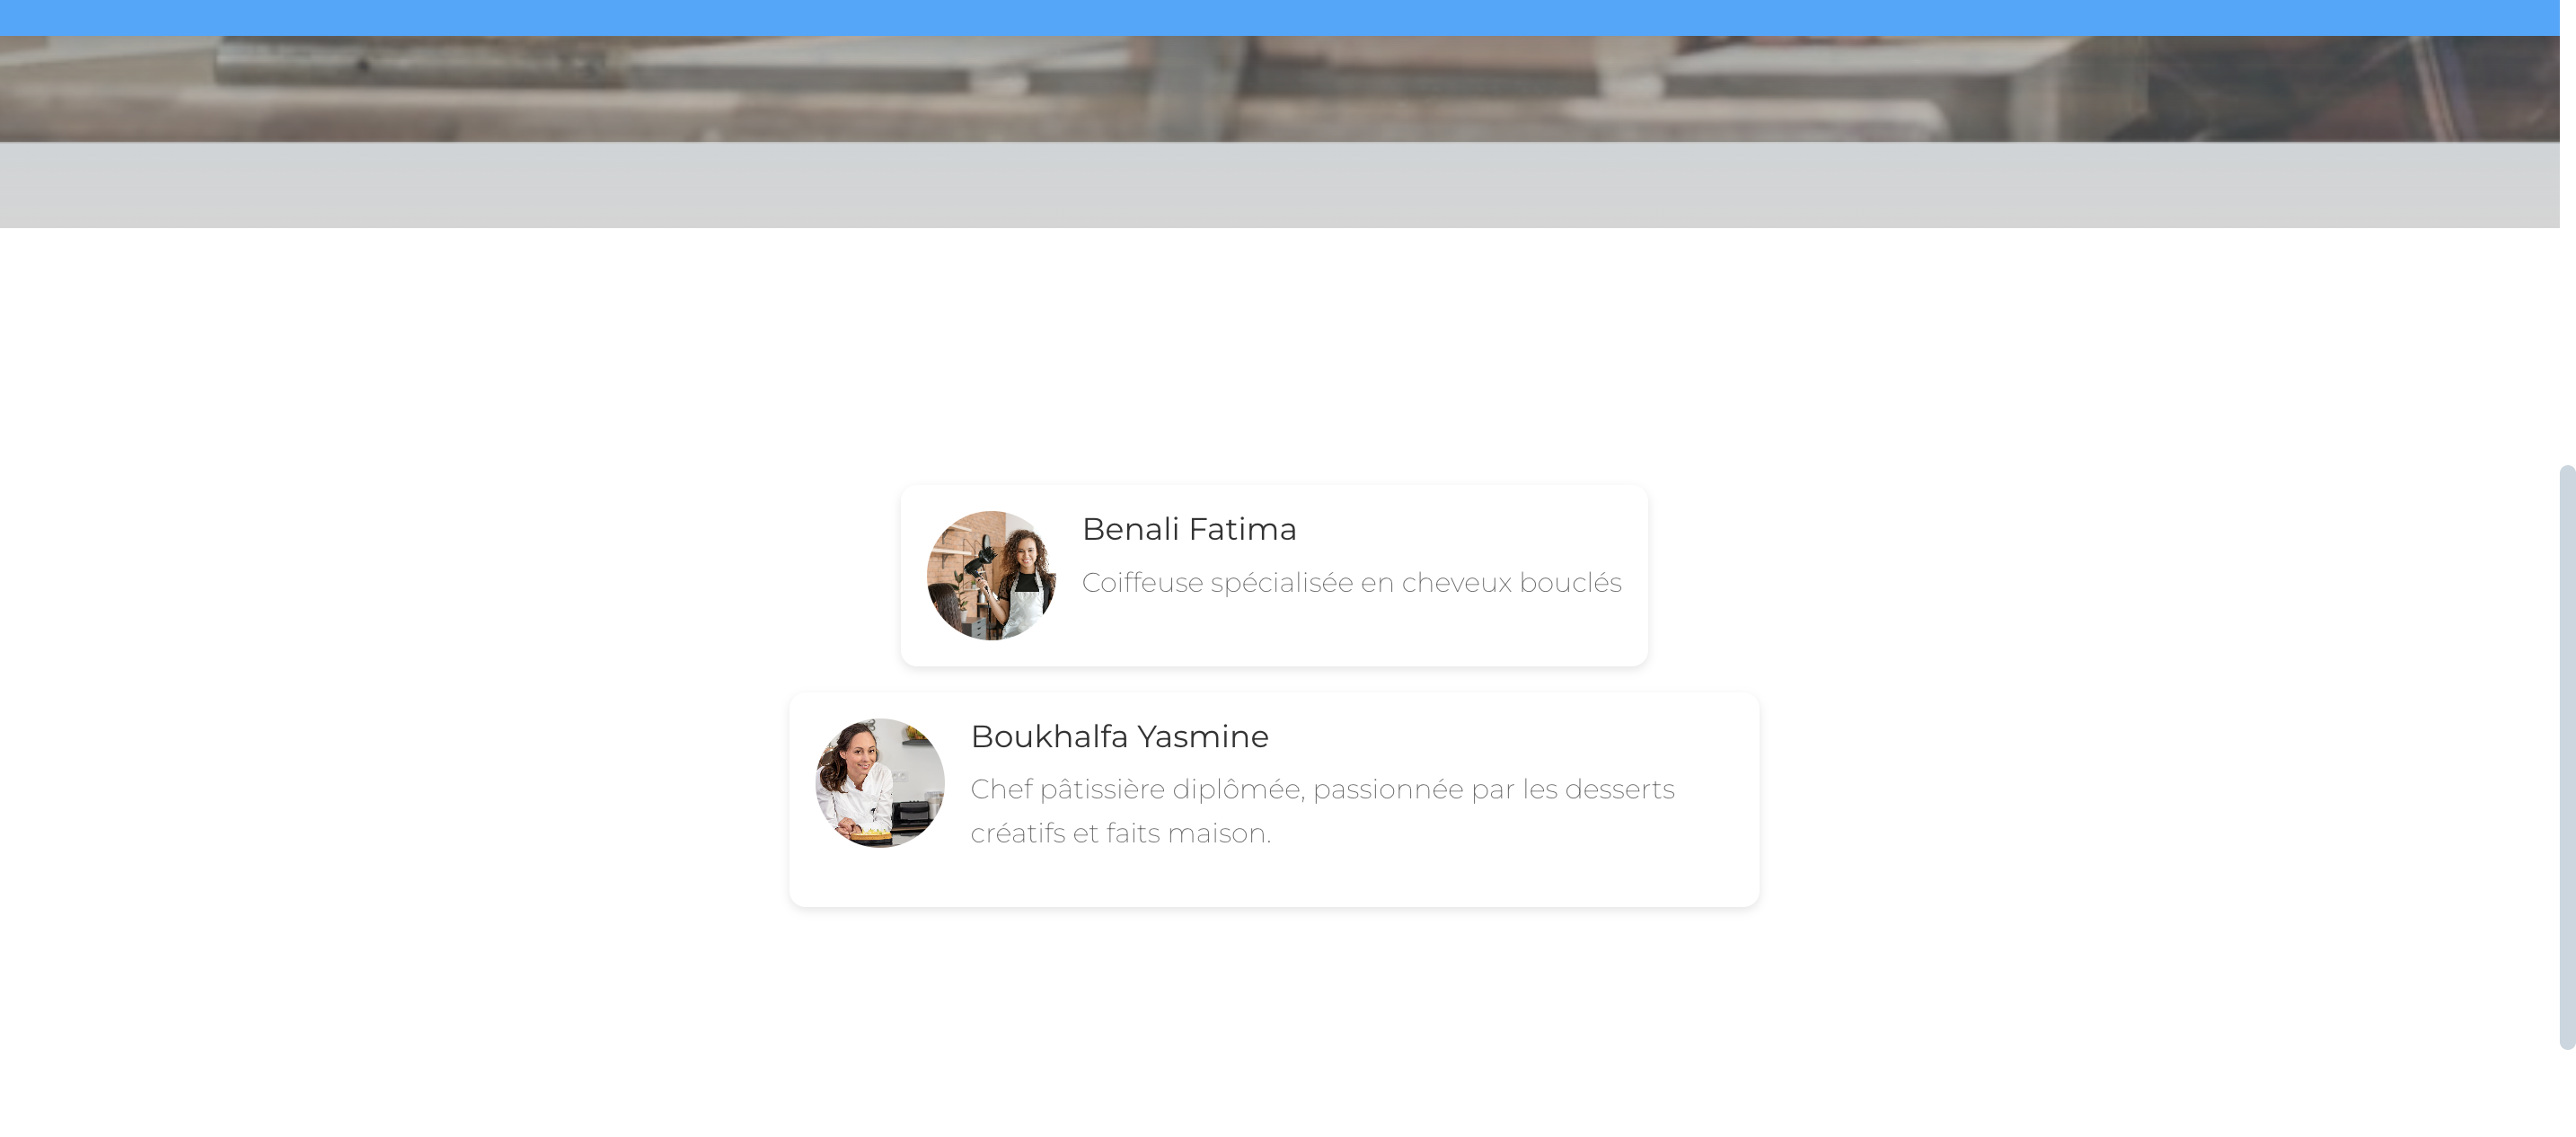 Benali Fatima
Coiffeuse spécialisée en cheveux bouclés
Boukhalfa Yasmine
Chef pâtissière diplômée, passionnée par les desserts
créatifs et faits maison.